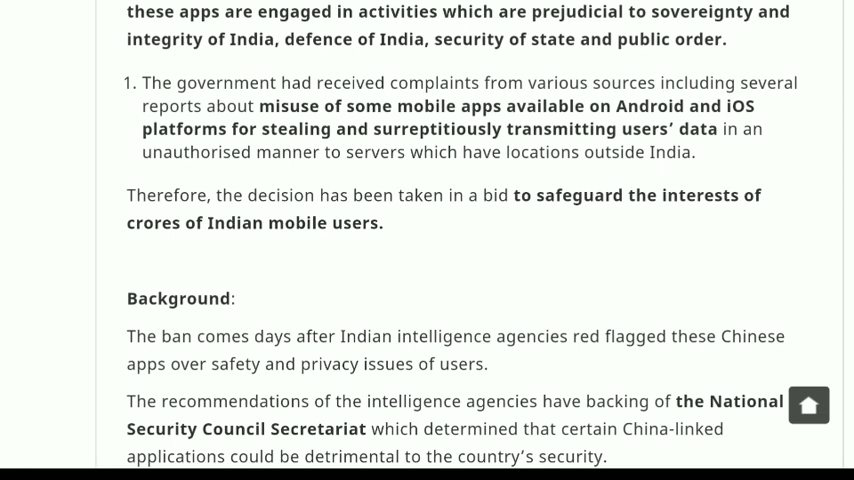 these apps are engaged in activities which are prejudicial to sovereignty and
integrity of India, defence of India, security of state and public order.
1. The government had received complaints from various sources including several
reports about misuse of some mobile apps available on Android and iOS
platforms for stealing and surreptitiously transmitting users’ data in an
unauthorised manner to servers which have locations outside India.
Therefore, the decision has been taken in a bid to safeguard the interests of
crores of Indian mobile users.
Background:
The ban comes days after Indian intelligence agencies red flagged these Chinese
apps over safety and privacy issues of users.
The recommendations of the intelligence agencies have backing of the National
Security Council Secretariat which determined that certain China-linked
applications could be detrimental to the country’s security.